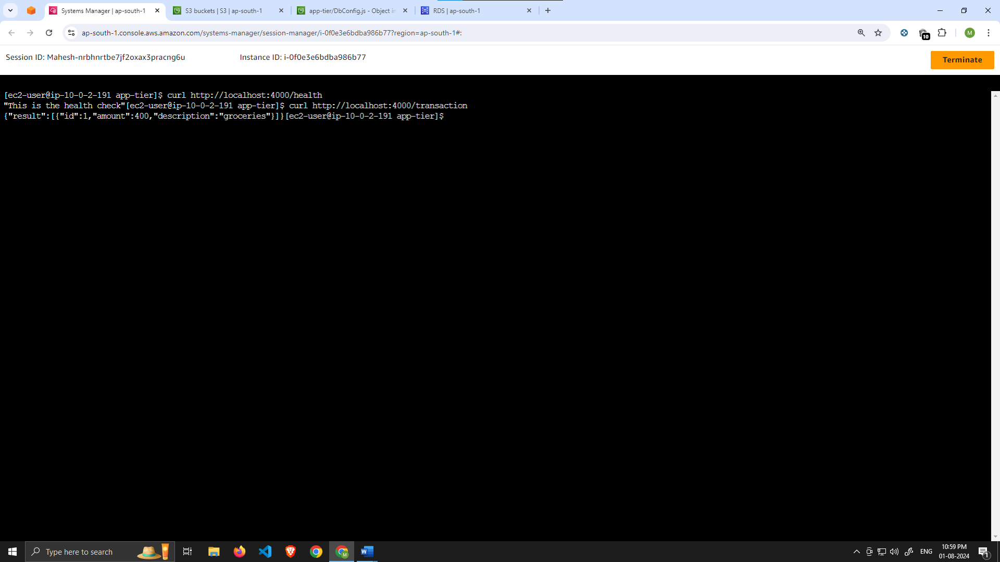 Systems Manager | ap-south-1
S3 buckets | S3 | ap-south-1
app-tier/DbConfig.js - Object in
RDS | ap-south-1
ap-south-1.console.aws.amazon.com/systems-manager/session-manager/i-0f0e3e6bdba986b77?region=ap-south-1#:
10
M
Session ID: Mahesh-nrbhnrtbe7jf2oxax3pracng6u
Instance ID: i-0f0e3e6bdba986b77
Terminate
[ec2-user@ip-10-0-2-191 app-tier]$ curl http://localhost:4000/health
"This is the health check"[ec2-user@ip-10-0-2-191 app-tier]$ curl http://localhost:4000/transaction
{"result":[{"id":1,"amount":400,"description":"groceries"}]}[ec2-user@ip-10-0-2-191 app-tier]$
Type here to search
M
W
ENG
10:59 PM
01-08-2024
1